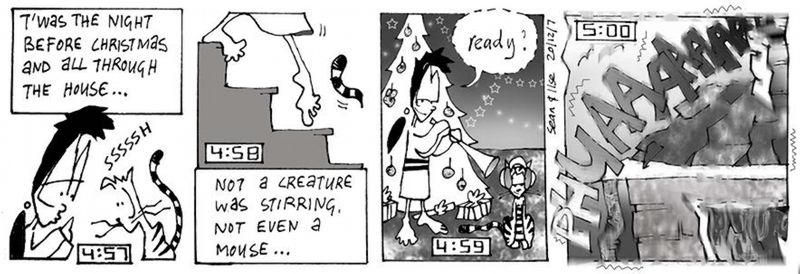 T'WAS THE NIGHT
BEFORE CHRISTMAS
AND ALL THROUGH
THE HOUSE...
SSSSSH
4:57
4:58
NOT A CREATURE
WAS STIRRING,
NOT EVEN A
MOUSE...
ready?
4:59
sean & ilse 20/12/7
5:00